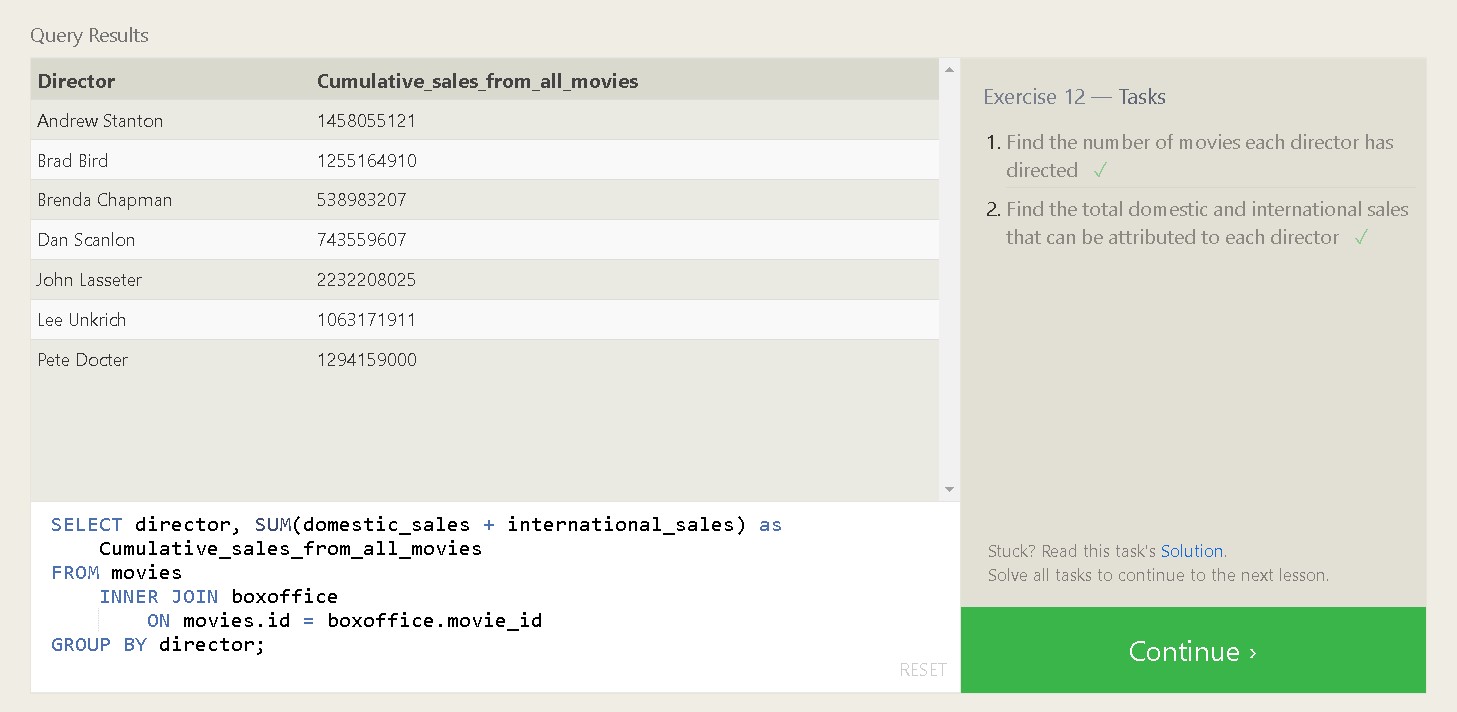 Query Results
Director Cumulative_sales_from_all_movies
Andrew Stanton 1458055121
Brad Bird 1255164910
Brenda Chapman 538983207
Dan Scanlon 743559607
John Lasseter 2232208025
Lee Unkrich 1063171911
Pete Docter 1294159000
SELECT director, SUM(domestic_sales + international_sales) as
Cumulative_sales_from_all_movies
FROM movies
INNER JOIN boxoffice
ON movies.id = boxoffice.movie_id
GROUP BY director;
RESET
Exercise 12 — Tasks
1. Find the number of movies each director has
directed ✓
2. Find the total domestic and international sales
that can be attributed to each director ✓
Stuck? Read this task's Solution.
Solve all tasks to continue to the next lesson.
Continue ›